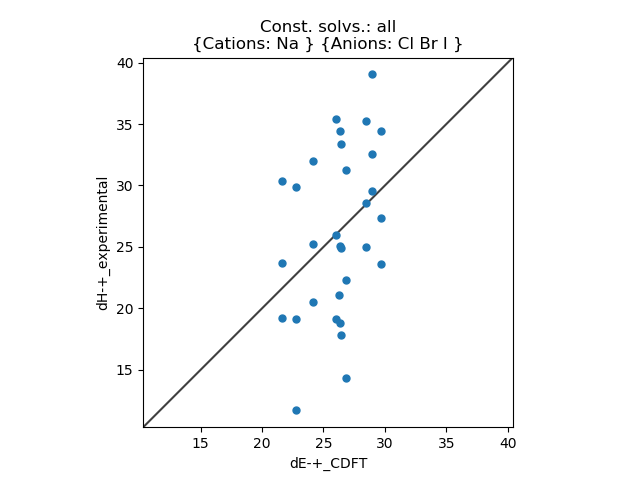 Const. solvs.: all
{Cations: Na } {Anions: Cl Br I }
40
35
30
25
20
15
dH-+_experimental
15 20 25 30 35 40
dE-+_CDFT